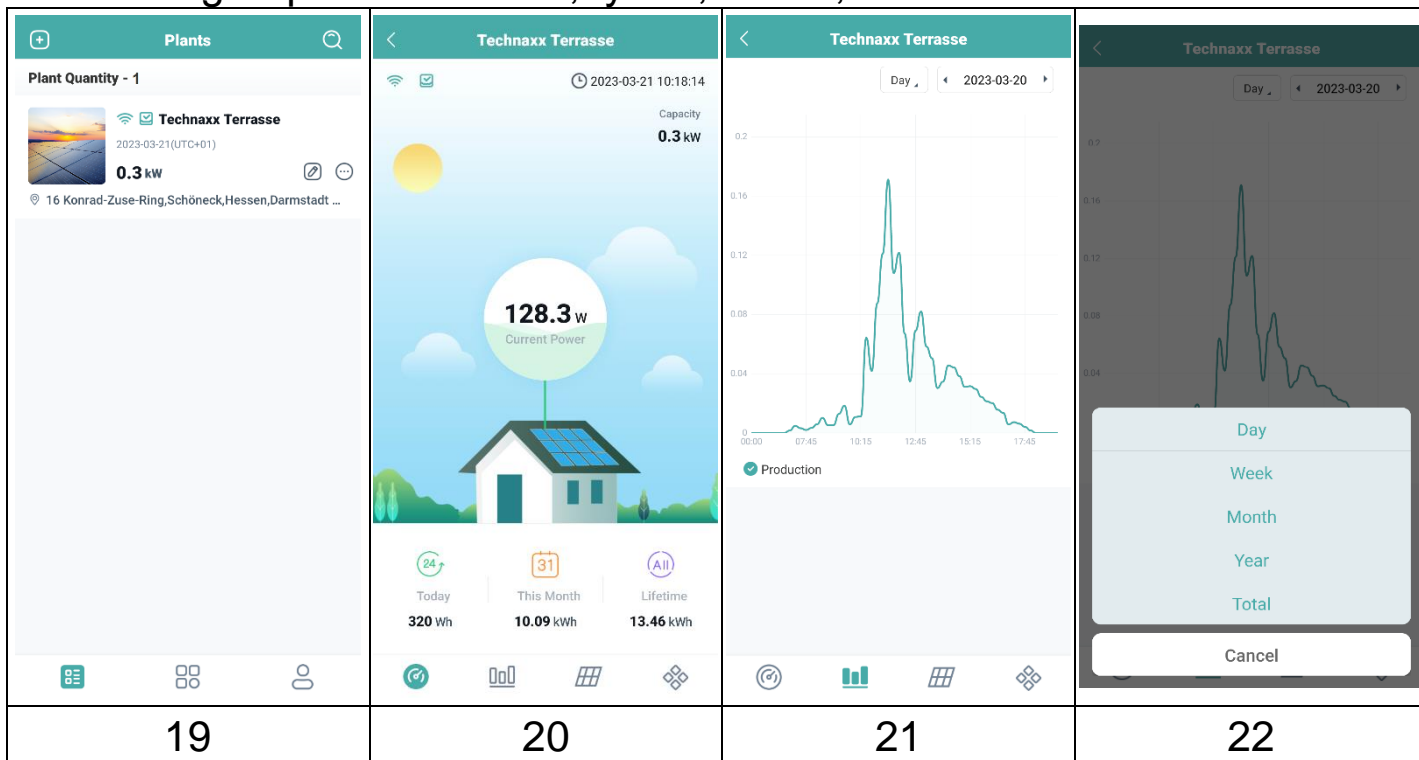 Plants
Plant Quantity - 1
Technaxx Terrasse
2023-03-21(UTC+01)
0.3 kW
16 Konrad-Zuse-Ring,Schöneck,Hessen,Darmstadt ...
19
Technaxx Terrasse
2023-03-21 10:18:14
Capacity
0.3 kW
128.3 W
Current Power
24 31 All
Today This Month Lifetime
320 Wh 10.09 kWh 13.46 kWh
20
Technaxx Terrasse
Day 2023-03-20
0.2
0.16
0.12
0.08
0.04
0
00:00 07:45 10:15 12:45 15:15 17:45
Production
21
Technaxx Terrasse
Day 2023-03-20
0.2
0.16
0.12
0.08
0.04
Day
Week
Month
Year
Total
Cancel
22